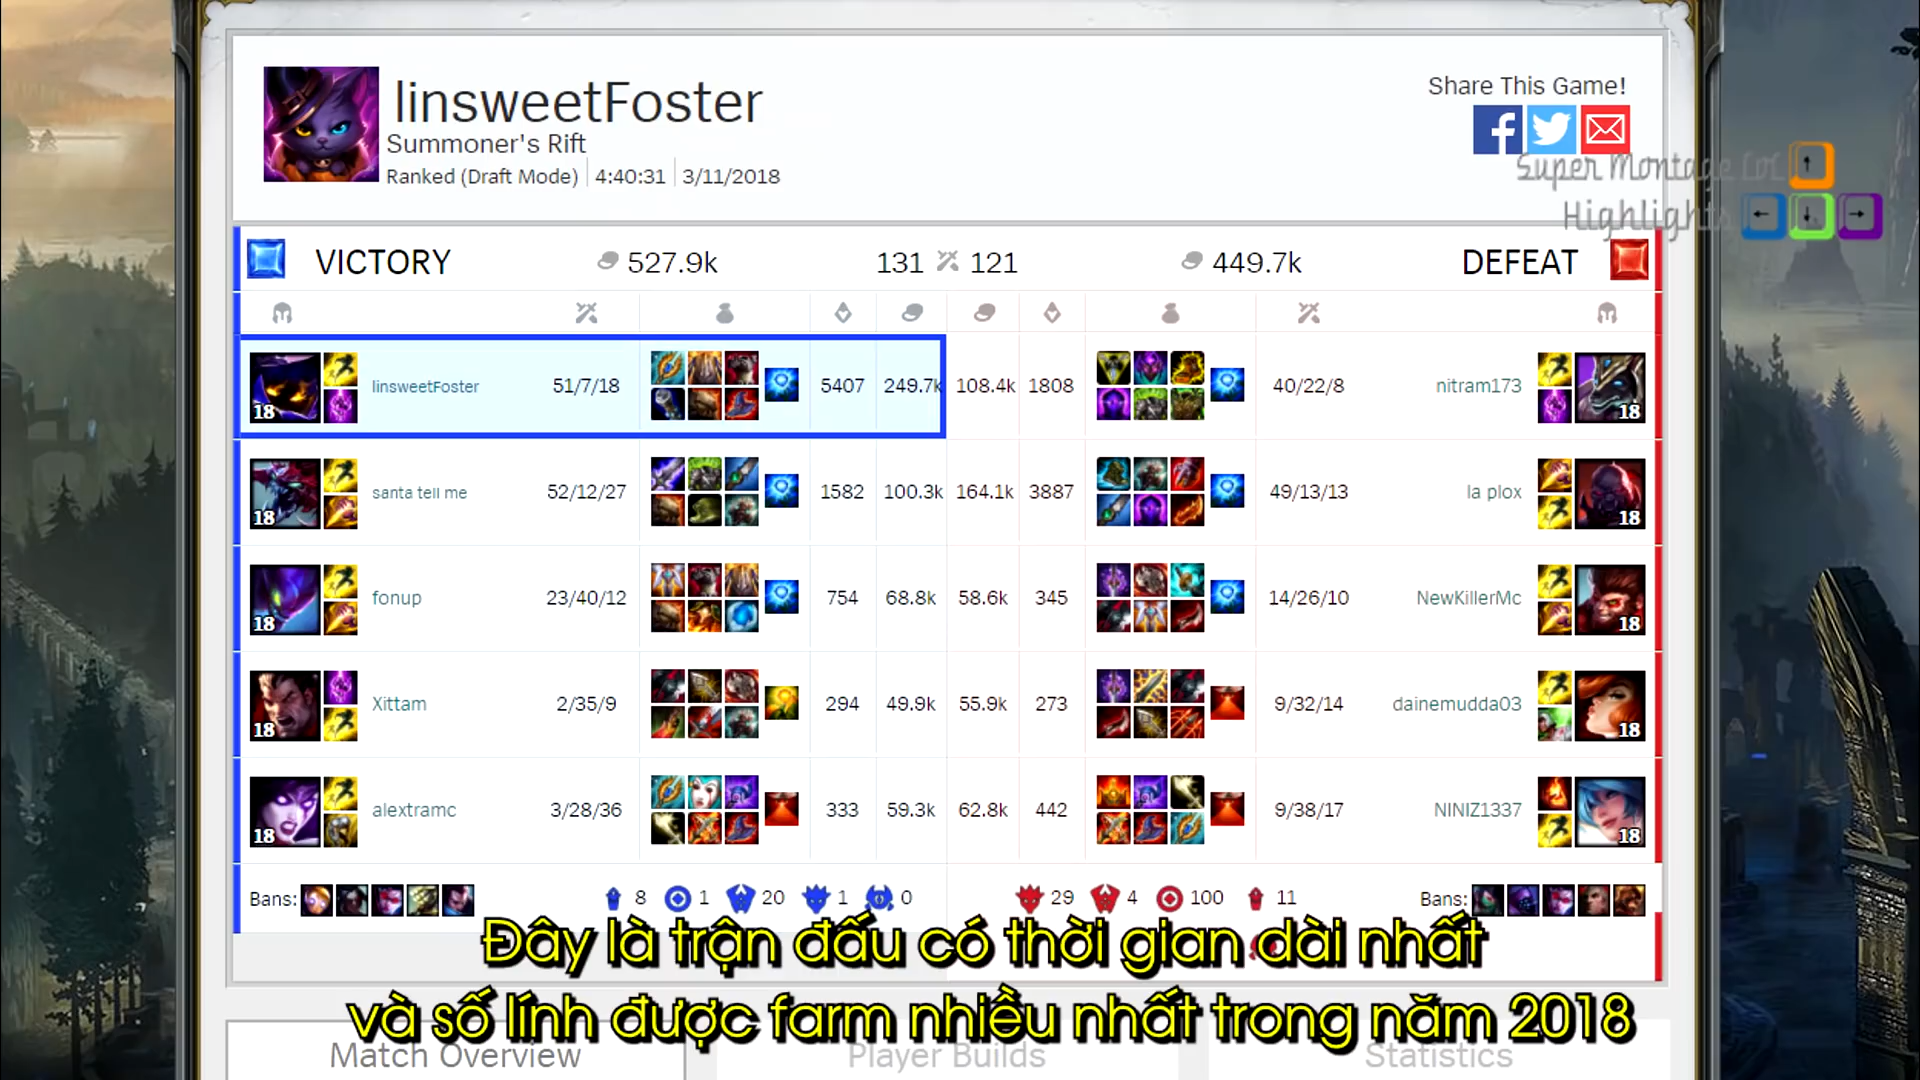 linsweetFoster
Summoner's Rift
Ranked (Draft Mode) 4:40:31 3/11/2018
Share This Game!
Super Montage LoL
Highlights
VICTORY 527.9k 131 121 449.7k DEFEAT
18 linsweetFoster 51/7/18 5407 249.7k 108.4k 1808 40/22/8 nitram173 18
18 santa tell me 52/12/27 1582 100.3k 164.1k 3887 49/13/13 la plox 18
18 fonup 23/40/12 754 68.8k 58.6k 345 14/26/10 NewKillerMc 18
18 Xittam 2/35/9 294 49.9k 55.9k 273 9/32/14 dainemudda03 18
18 alextramc 3/28/36 333 59.3k 62.8k 442 9/38/17 NINIZ1337 18
Bans: 8 1 20 1 0 29 4 100 11 Bans:
Đây là trận đấu có thời gian dài nhất
và số lính được farm nhiều nhất trong năm 2018
Match Overview Player Builds Statistics